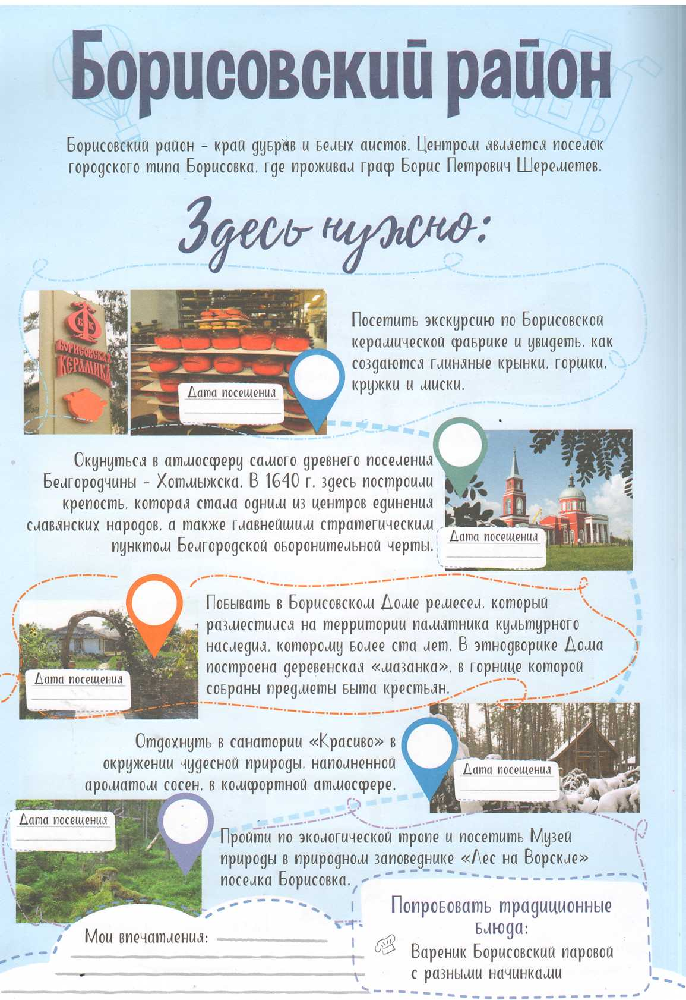 Борисовский район
Борисовский район – край дубрав и белых аистов. Центром является поселок
городского типа Борисовка, где проживал граф Борис Петрович Шереметев.
Здесь нужно:
БК
БОРИСОВСКАЯ
КЕРАМИКА
Дата посещения
Посетить экскурсию по Борисовской
керамической фабрике и увидеть, как
создаются глиняные крынки, горшки,
кружки и миски.
Окунуться в атмосферу самого древнего поселения
Белгородчины – Хотмыжска. В 1640 г. здесь построили
крепость, которая стала одним из центров единения
славянских народов, а также главнейшим стратегическим
пунктом Белгородской оборонительной черты.
Дата посещения
Дата посещения
Побывать в Борисовском Доме ремесел, который
разместился на территории памятника культурного
наследия, которому более ста лет. В этнодворике Дома
построена деревенская «мазанка», в горнице которой
собраны предметы быта крестьян.
Отдохнуть в санатории «Красиво» в
окружении чудесной природы, наполненной
ароматом сосен, в комфортной атмосфере.
Дата посещения
Дата посещения
Пройти по экологической тропе и посетить Музей
природы в природном заповеднике «Лес на Ворскле»
поселка Борисовка.
Мои впечатления:
Попробовать традиционные
блюда:
Вареник Борисовский паровой
с разными начинками